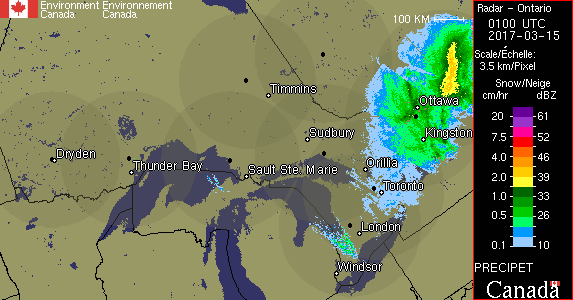 Environment Environnement
Canada Canada
100 KM
Timmins
Ottawa
Sudbury
Kingston
Dryden
Thunder Bay
Sault Ste. Marie
Orillia
Toronto
London
Windsor
Radar - Ontario
0100 UTC
2017-03-15
Scale/Échelle:
3.5 km/Pixel
Snow/Neige
cm/hr dBZ
20 61
7.5 52
4.0 46
2.0 39
1.0 33
0.5 26
0.1 10
PRECIPET
Canada